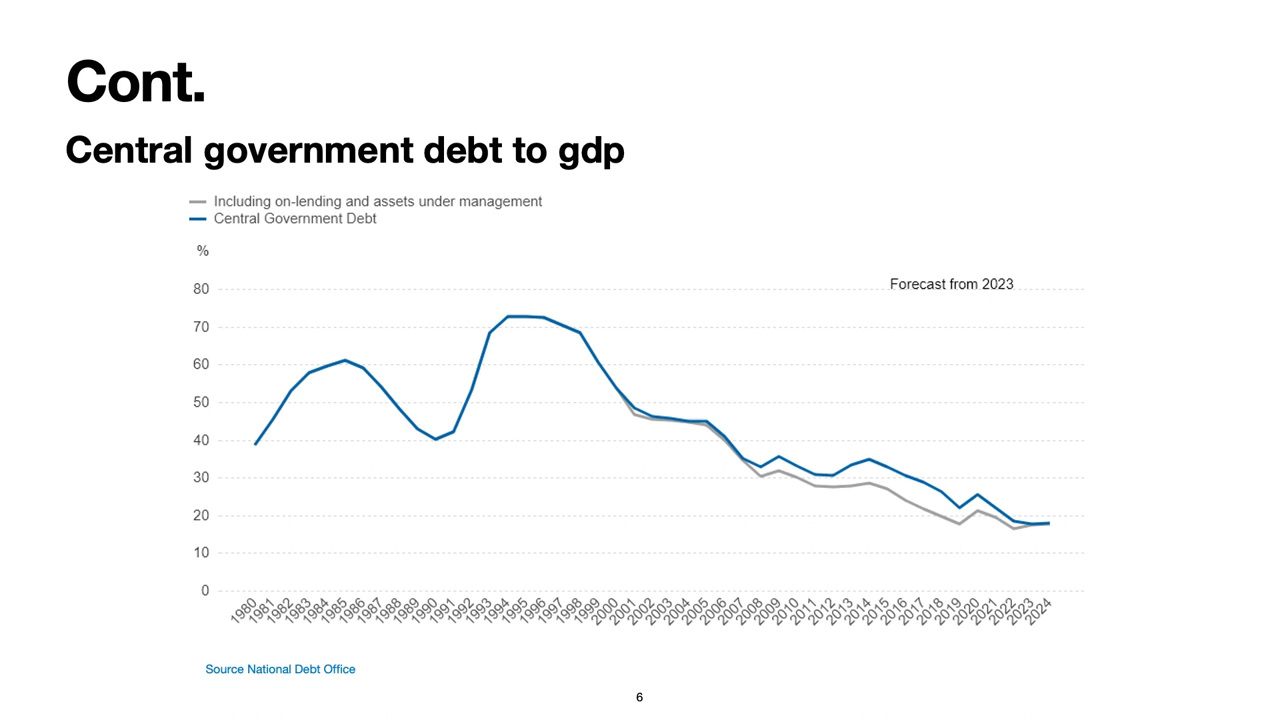 Cont.
Central government debt to gdp
Including on-lending and assets under management
Central Government Debt
%
Forecast from 2023
80
70
60
50
40
30
20
10
0
1980 1981 1982 1983 1984 1985 1986 1987 1988 1989 1990 1991 1992 1993 1994 1995 1996 1997 1998 1999 2000 2001 2002 2003 2004 2005 2006 2007 2008 2009 2010 2011 2012 2013 2014 2015 2016 2017 2018 2019 2020 2021 2022 2023 2024
Source National Debt Office
6